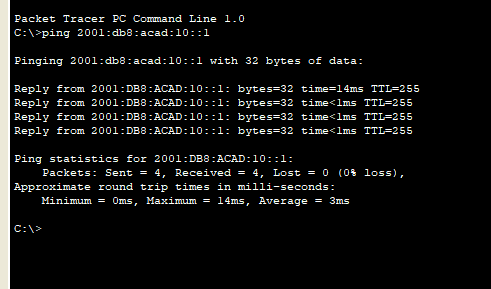 Packet Tracer PC Command Line 1.0
C:\>ping 2001:db8:acad:10::1
Pinging 2001:db8:acad:10::1 with 32 bytes of data:
Reply from 2001:DB8:ACAD:10::1: bytes=32 time=14ms TTL=255
Reply from 2001:DB8:ACAD:10::1: bytes=32 time<1ms TTL=255
Reply from 2001:DB8:ACAD:10::1: bytes=32 time<1ms TTL=255
Reply from 2001:DB8:ACAD:10::1: bytes=32 time<1ms TTL=255
Ping statistics for 2001:DB8:ACAD:10::1:
Packets: Sent = 4, Received = 4, Lost = 0 (0% loss),
Approximate round trip times in milli-seconds:
Minimum = 0ms, Maximum = 14ms, Average = 3ms
C:\>